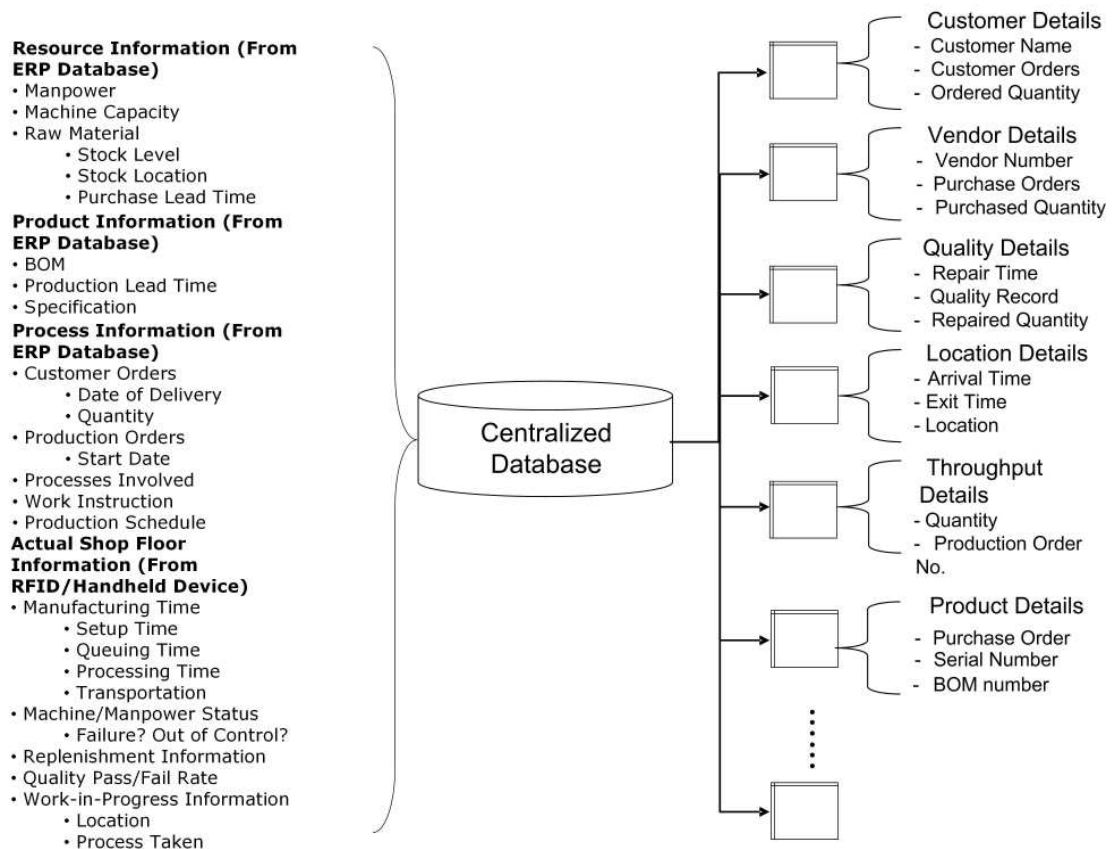 Resource Information (From
ERP Database)
• Manpower
• Machine Capacity
• Raw Material
• Stock Level
• Stock Location
• Purchase Lead Time
Product Information (From
ERP Database)
• BOM
• Production Lead Time
• Specification
Process Information (From
ERP Database)
• Customer Orders
• Date of Delivery
• Quantity
• Production Orders
• Start Date
• Processes Involved
• Work Instruction
• Production Schedule
Actual Shop Floor
Information (From
RFID/Handheld Device)
• Manufacturing Time
• Setup Time
• Queuing Time
• Processing Time
• Transportation
• Machine/Manpower Status
• Failure? Out of Control?
• Replenishment Information
• Quality Pass/Fail Rate
• Work-in-Progress Information
• Location
• Process Taken
Centralized
Database
Customer Details
- Customer Name
- Customer Orders
- Ordered Quantity
Vendor Details
- Vendor Number
- Purchase Orders
- Purchased Quantity
Quality Details
- Repair Time
- Quality Record
- Repaired Quantity
Location Details
- Arrival Time
- Exit Time
- Location
Throughput
Details
- Quantity
- Production Order
No.
Product Details
- Purchase Order
- Serial Number
- BOM number